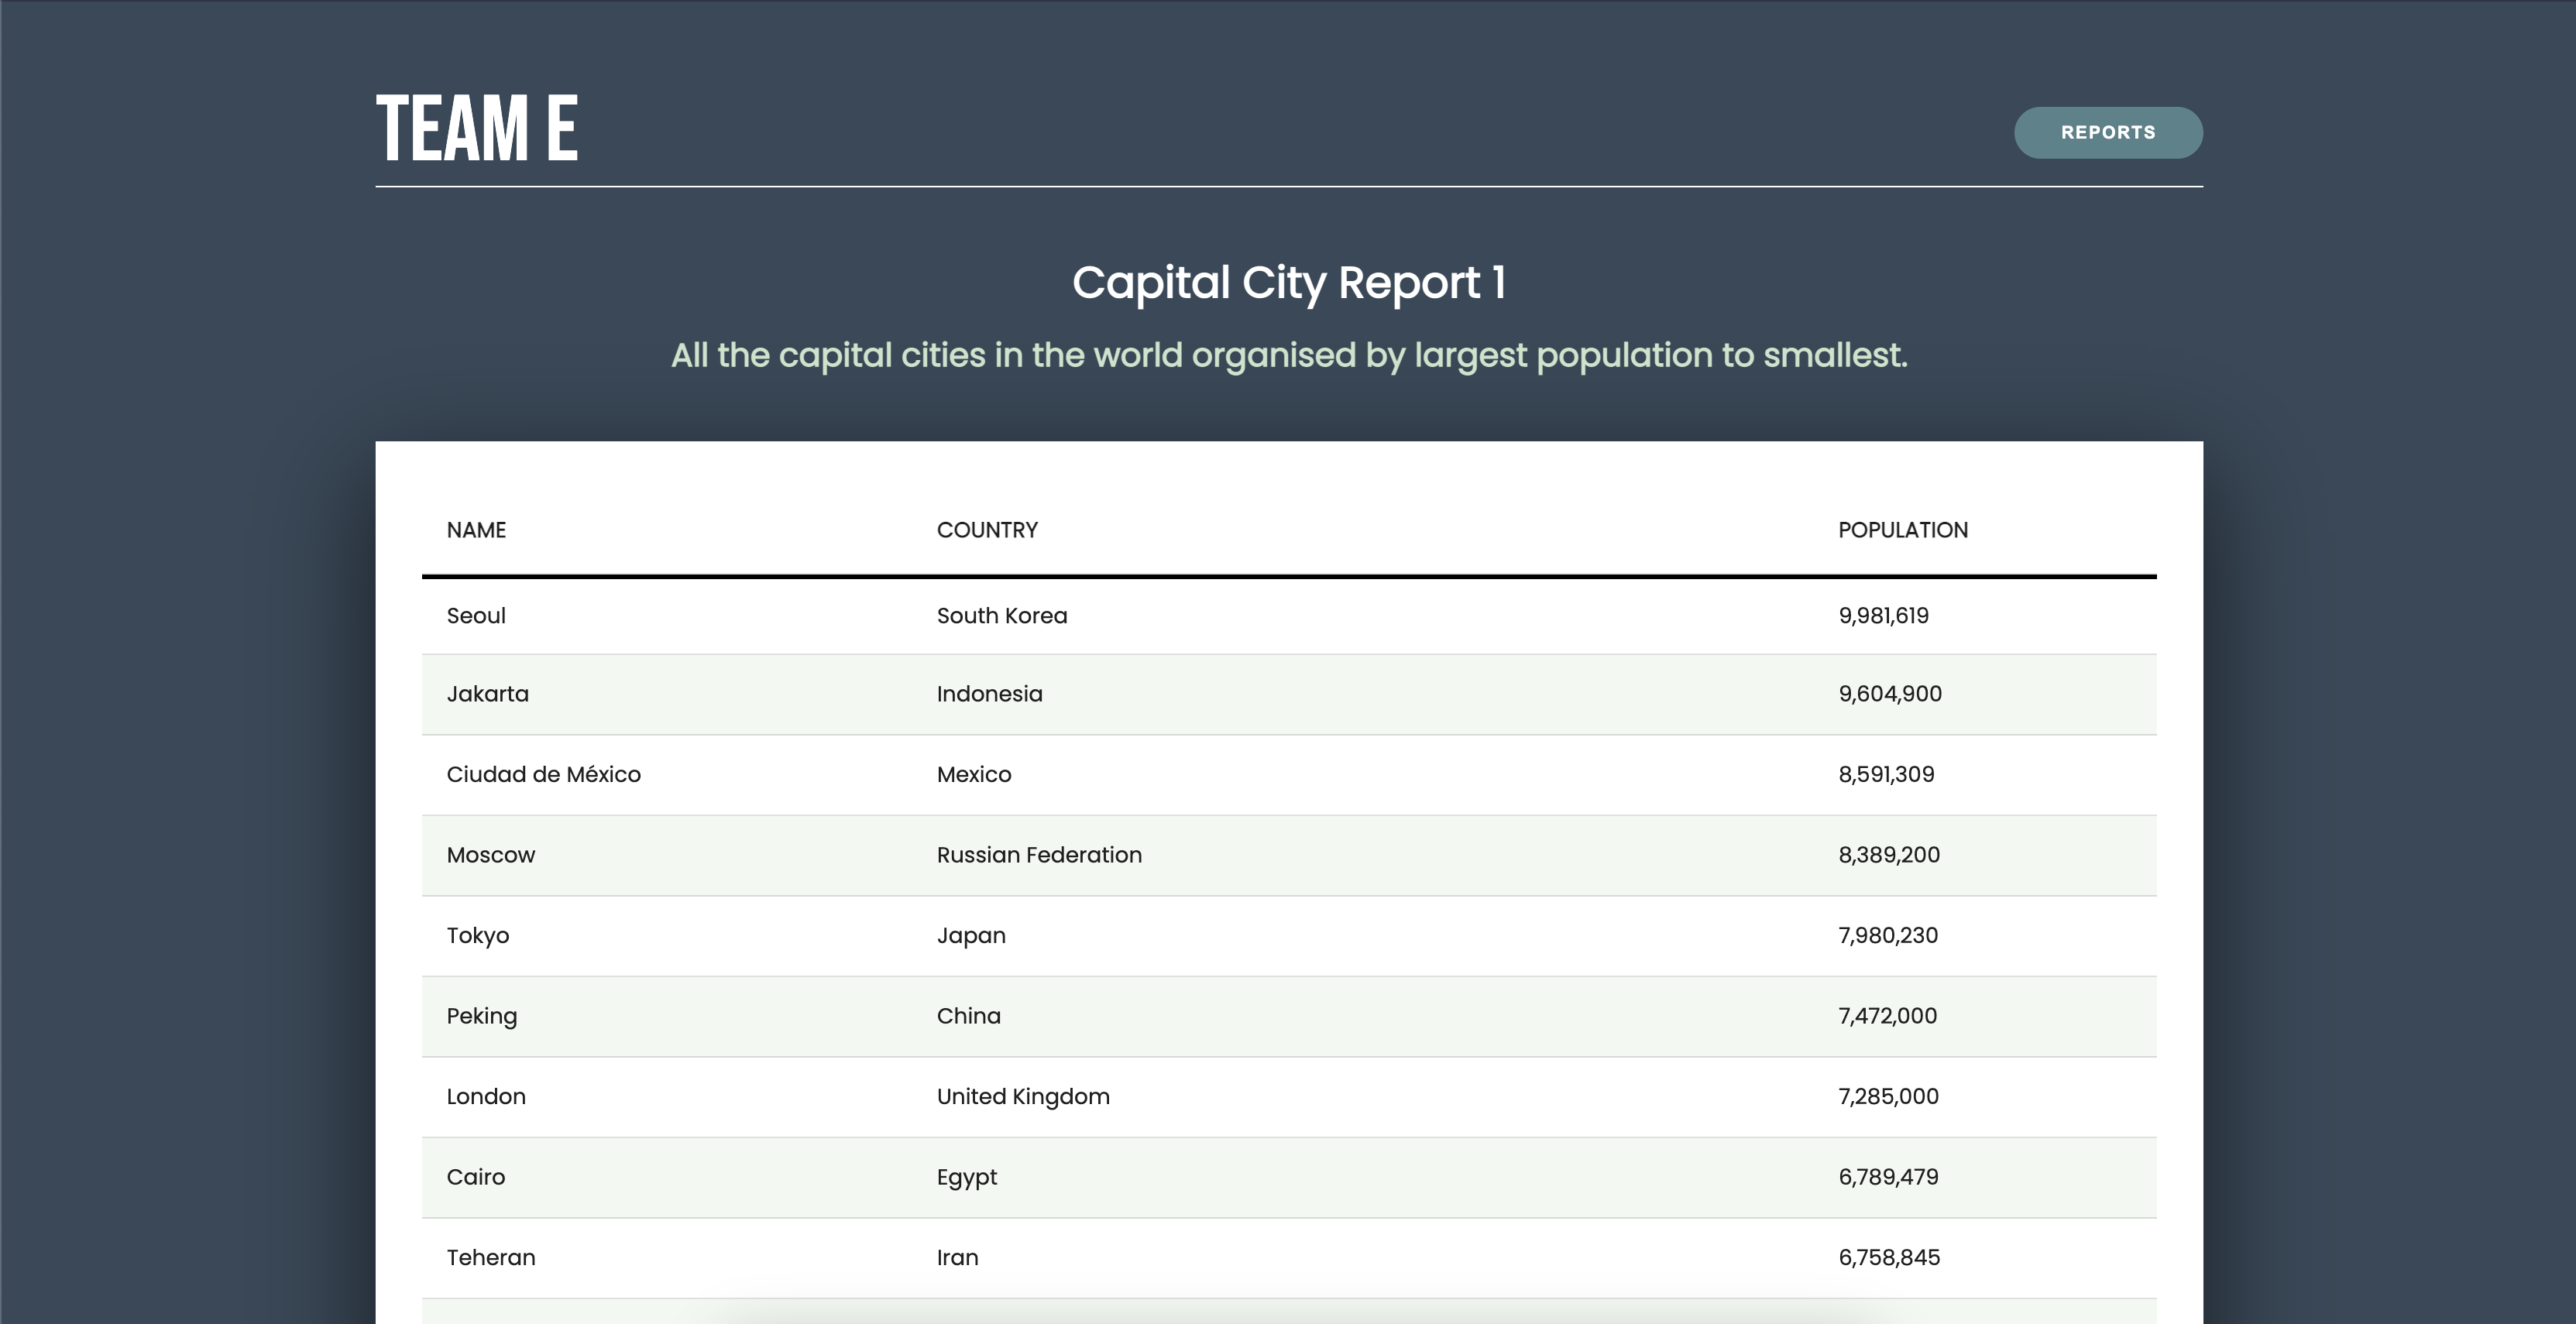 TEAM E
REPORTS
Capital City Report 1
All the capital cities in the world organised by largest population to smallest.
NAME COUNTRY POPULATION
Seoul South Korea 9,981,619
Jakarta Indonesia 9,604,900
Ciudad de México Mexico 8,591,309
Moscow Russian Federation 8,389,200
Tokyo Japan 7,980,230
Peking China 7,472,000
London United Kingdom 7,285,000
Cairo Egypt 6,789,479
Teheran Iran 6,758,845